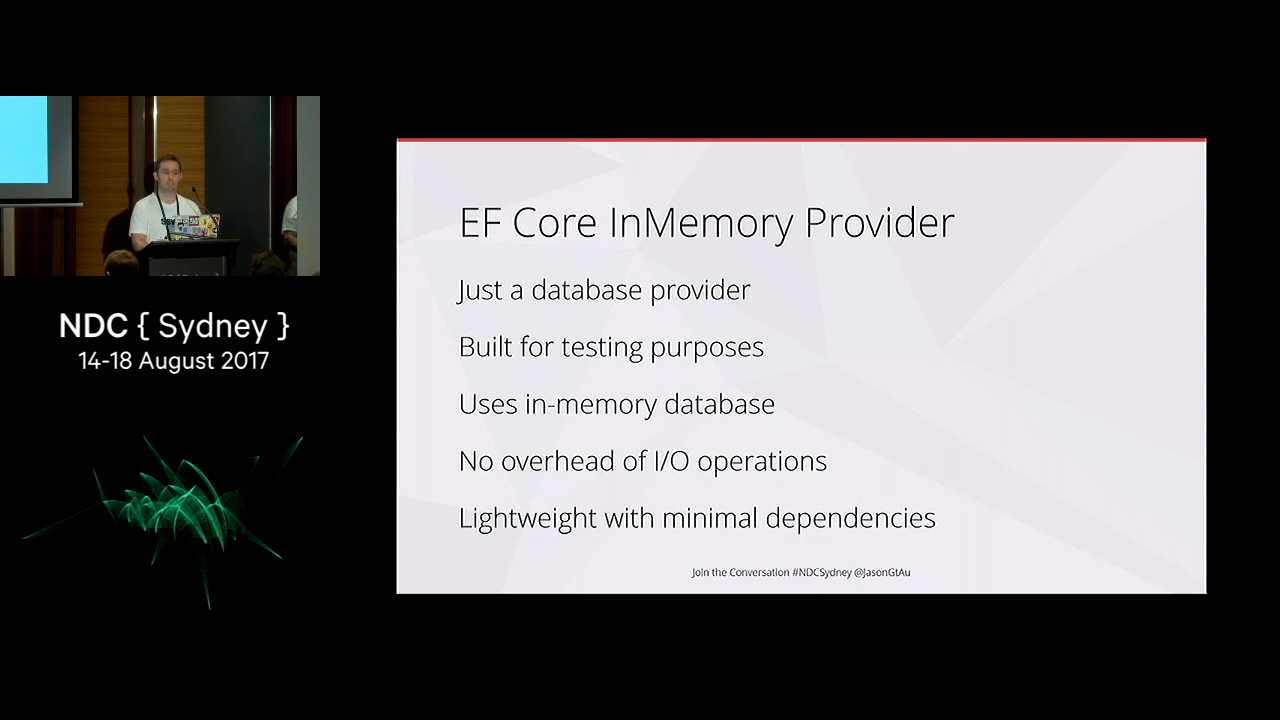 NDC { Sydney }
14-18 August 2017
EF Core InMemory Provider
Just a database provider
Built for testing purposes
Uses in-memory database
No overhead of I/O operations
Lightweight with minimal dependencies
Join the Conversation #NDCSydney @JasonGtAu